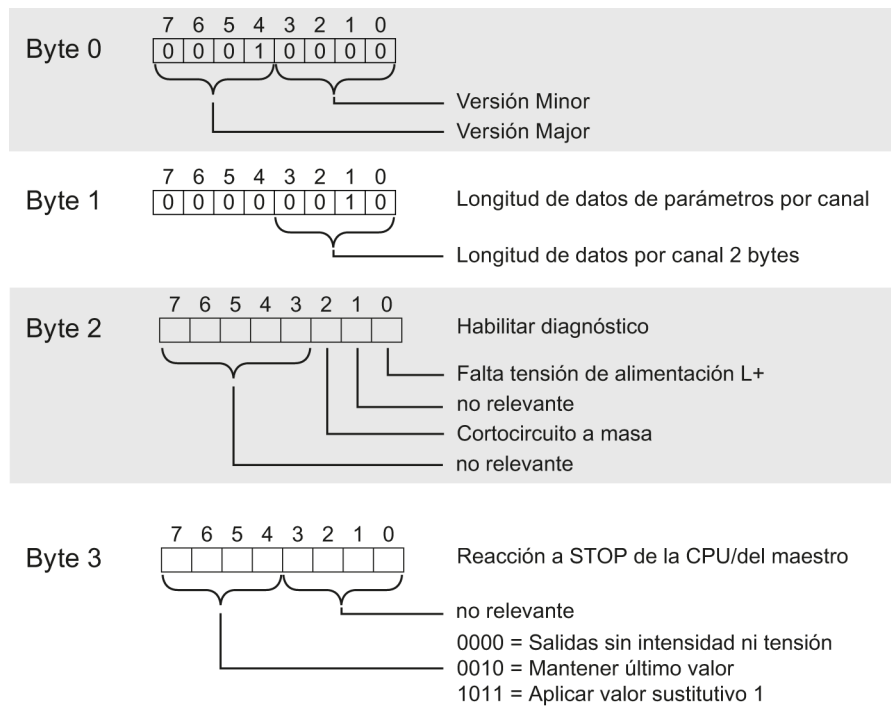 7 6 5 4 3 2 1 0
Byte 0 0 0 0 1 0 0 0 0
Versión Minor
Versión Major
7 6 5 4 3 2 1 0
Byte 1 0 0 0 0 0 0 1 0 Longitud de datos de parámetros por canal
Longitud de datos por canal 2 bytes
7 6 5 4 3 2 1 0
Byte 2 Habilitar diagnóstico
Falta tensión de alimentación L+
no relevante
Cortocircuito a masa
no relevante
7 6 5 4 3 2 1 0
Byte 3 Reacción a STOP de la CPU/del maestro
no relevante
0000 = Salidas sin intensidad ni tensión
0010 = Mantener último valor
1011 = Aplicar valor sustitutivo 1